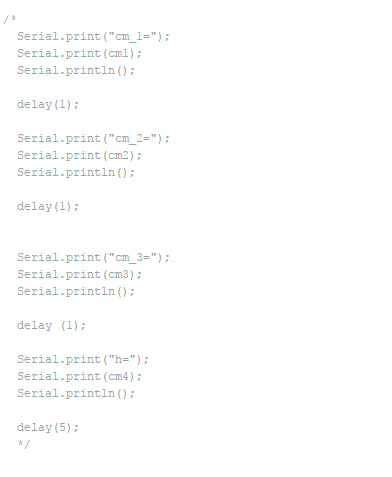 /*
Serial.print("cm_1=");
Serial.print(cm1);
Serial.println();
delay(1);
Serial.print("cm_2=");
Serial.print(cm2);
Serial.println();
delay(1);
Serial.print("cm_3=");
Serial.print(cm3);
Serial.println();
delay (1);
Serial.print("h=");
Serial.print(cm4);
Serial.println();
delay(5);
*/